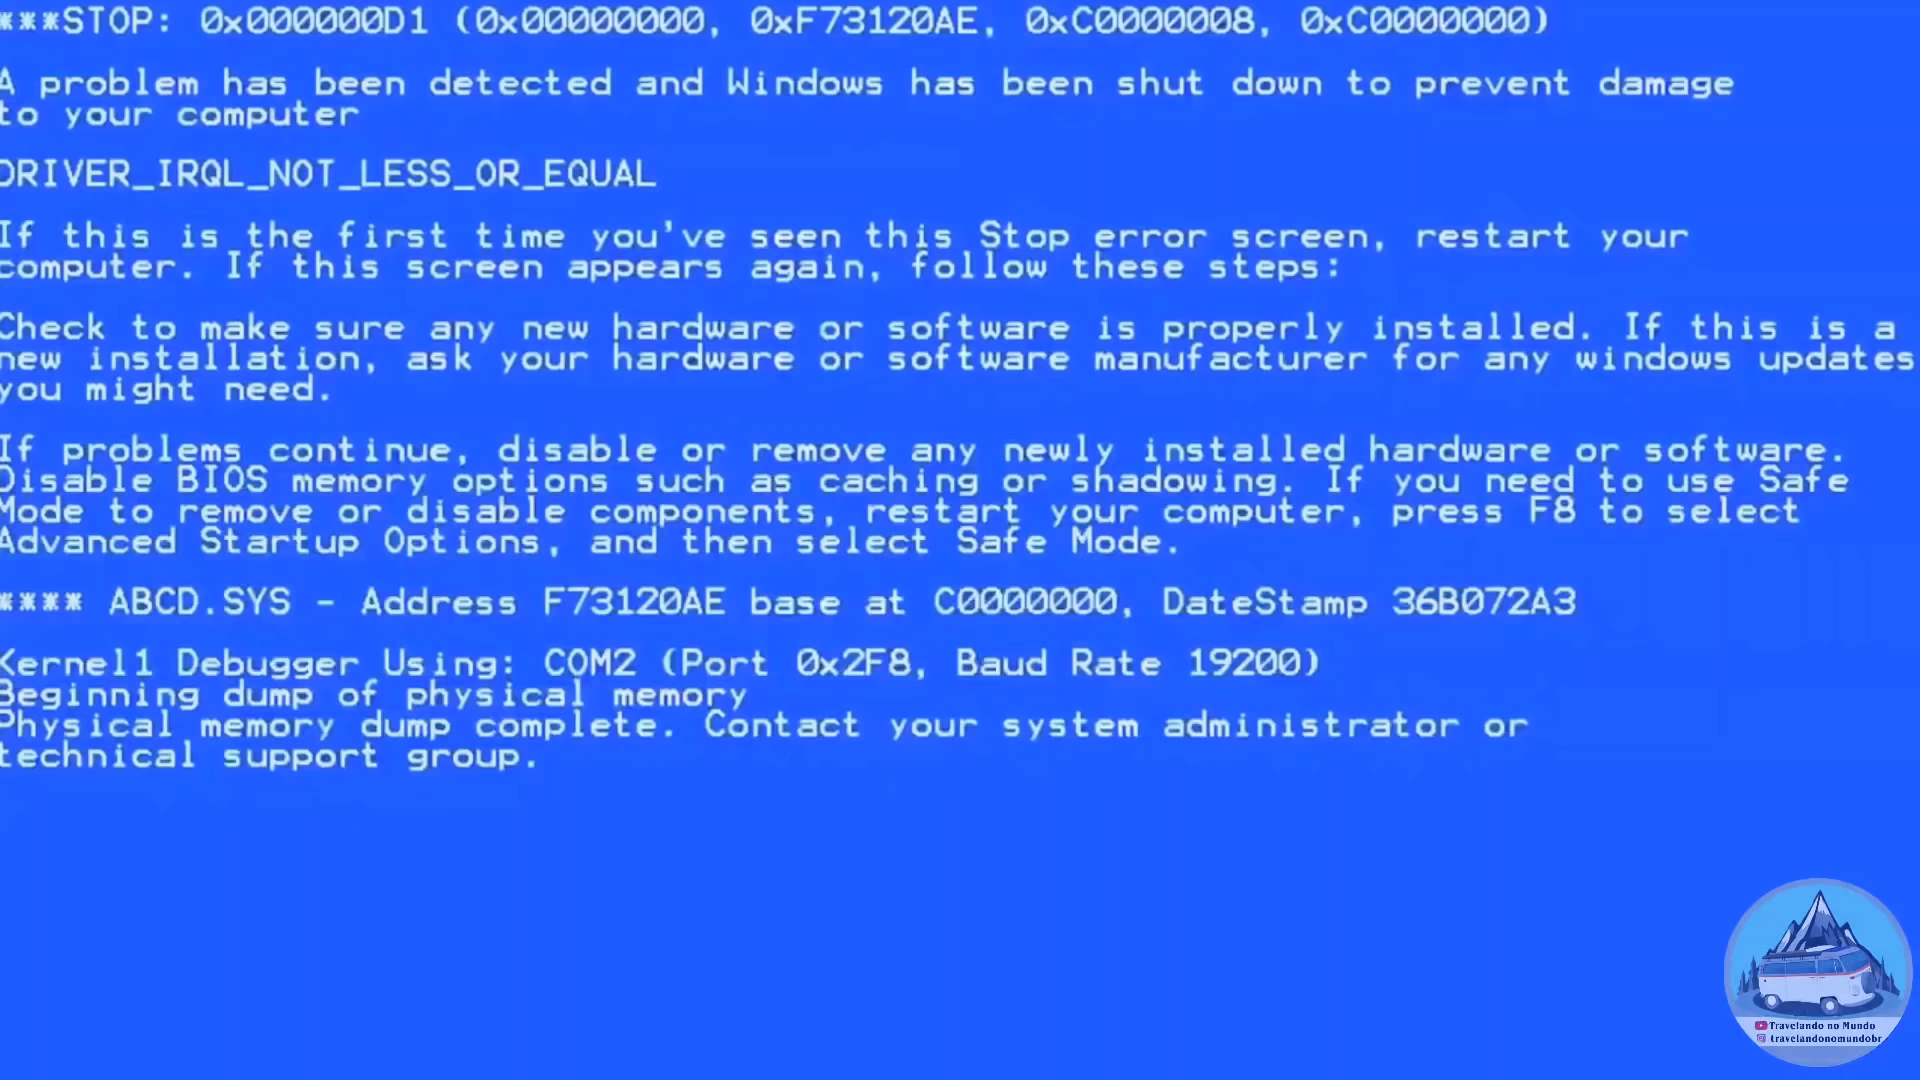 ***STOP: 0x000000D1 (0x00000000, 0xF73120AE, 0xC0000008, 0xC0000000)
A problem has been detected and Windows has been shut down to prevent damage
to your computer
DRIVER_IRQL_NOT_LESS_OR_EQUAL
If this is the first time you've seen this Stop error screen, restart your
computer. If this screen appears again, follow these steps:
Check to make sure any new hardware or software is properly installed. If this is a
new installation, ask your hardware or software manufacturer for any windows updates
you might need.
If problems continue, disable or remove any newly installed hardware or software.
Disable BIOS memory options such as caching or shadowing. If you need to use Safe
Mode to remove or disable components, restart your computer, press F8 to select
Advanced Startup Options, and then select Safe Mode.
**** ABCD.SYS - Address F73120AE base at C0000000, DateStamp 36B072A3
Kernel1 Debugger Using: COM2 (Port 0x2F8, Baud Rate 19200)
Beginning dump of physical memory
Physical memory dump complete. Contact your system administrator or
technical support group.
Travelando no Mundo
travelandonomundobr